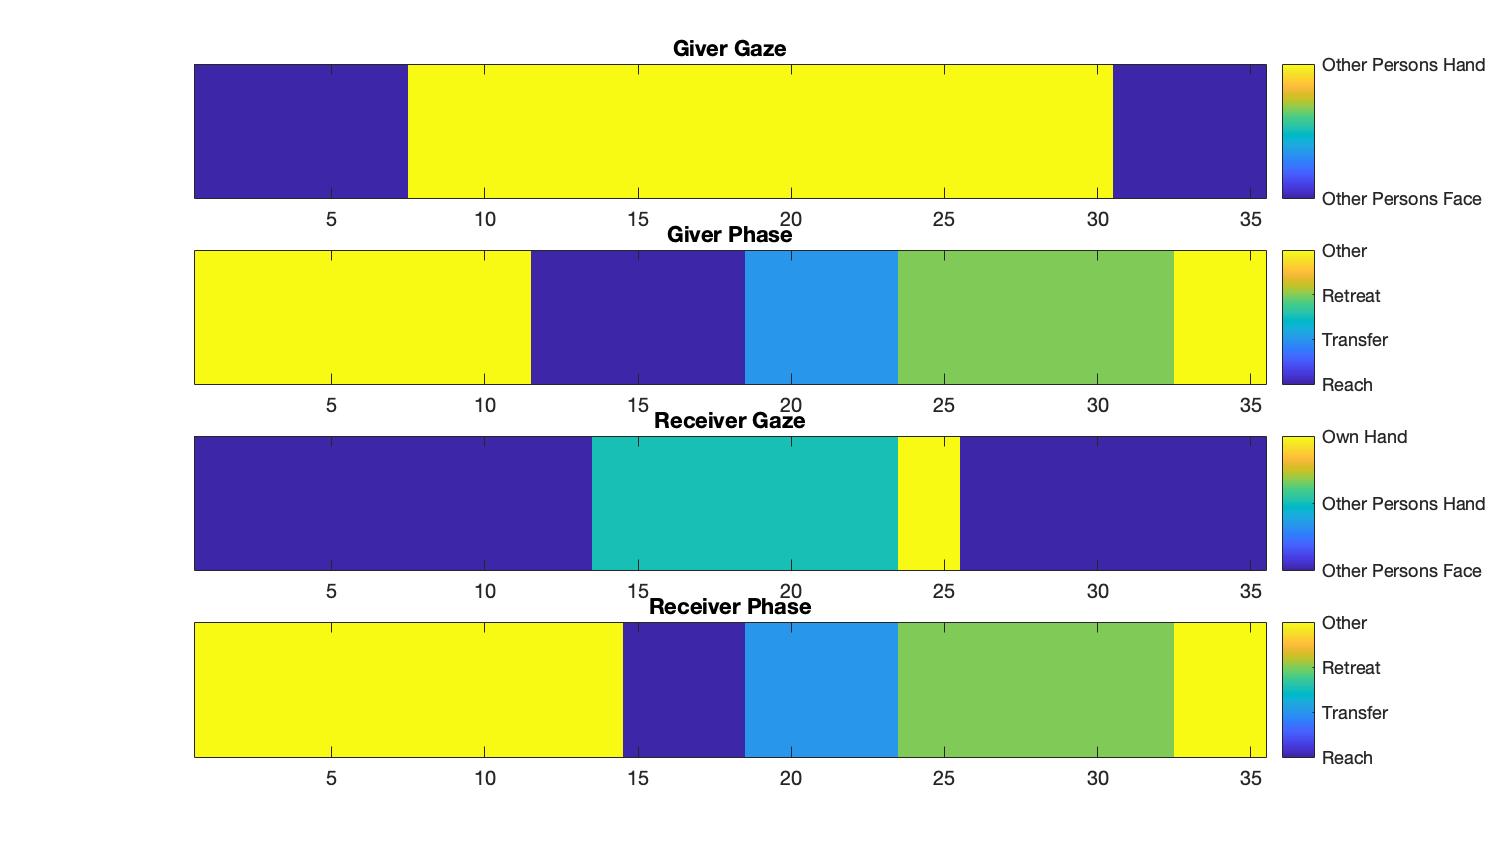 Giver Gaze
Other Persons Hand
Other Persons Face
5 10 15 20 25 30 35
Giver Phase
Other
Retreat
Transfer
Reach
5 10 15 20 25 30 35
Receiver Gaze
Own Hand
Other Persons Hand
Other Persons Face
5 10 15 20 25 30 35
Receiver Phase
Other
Retreat
Transfer
Reach
5 10 15 20 25 30 35